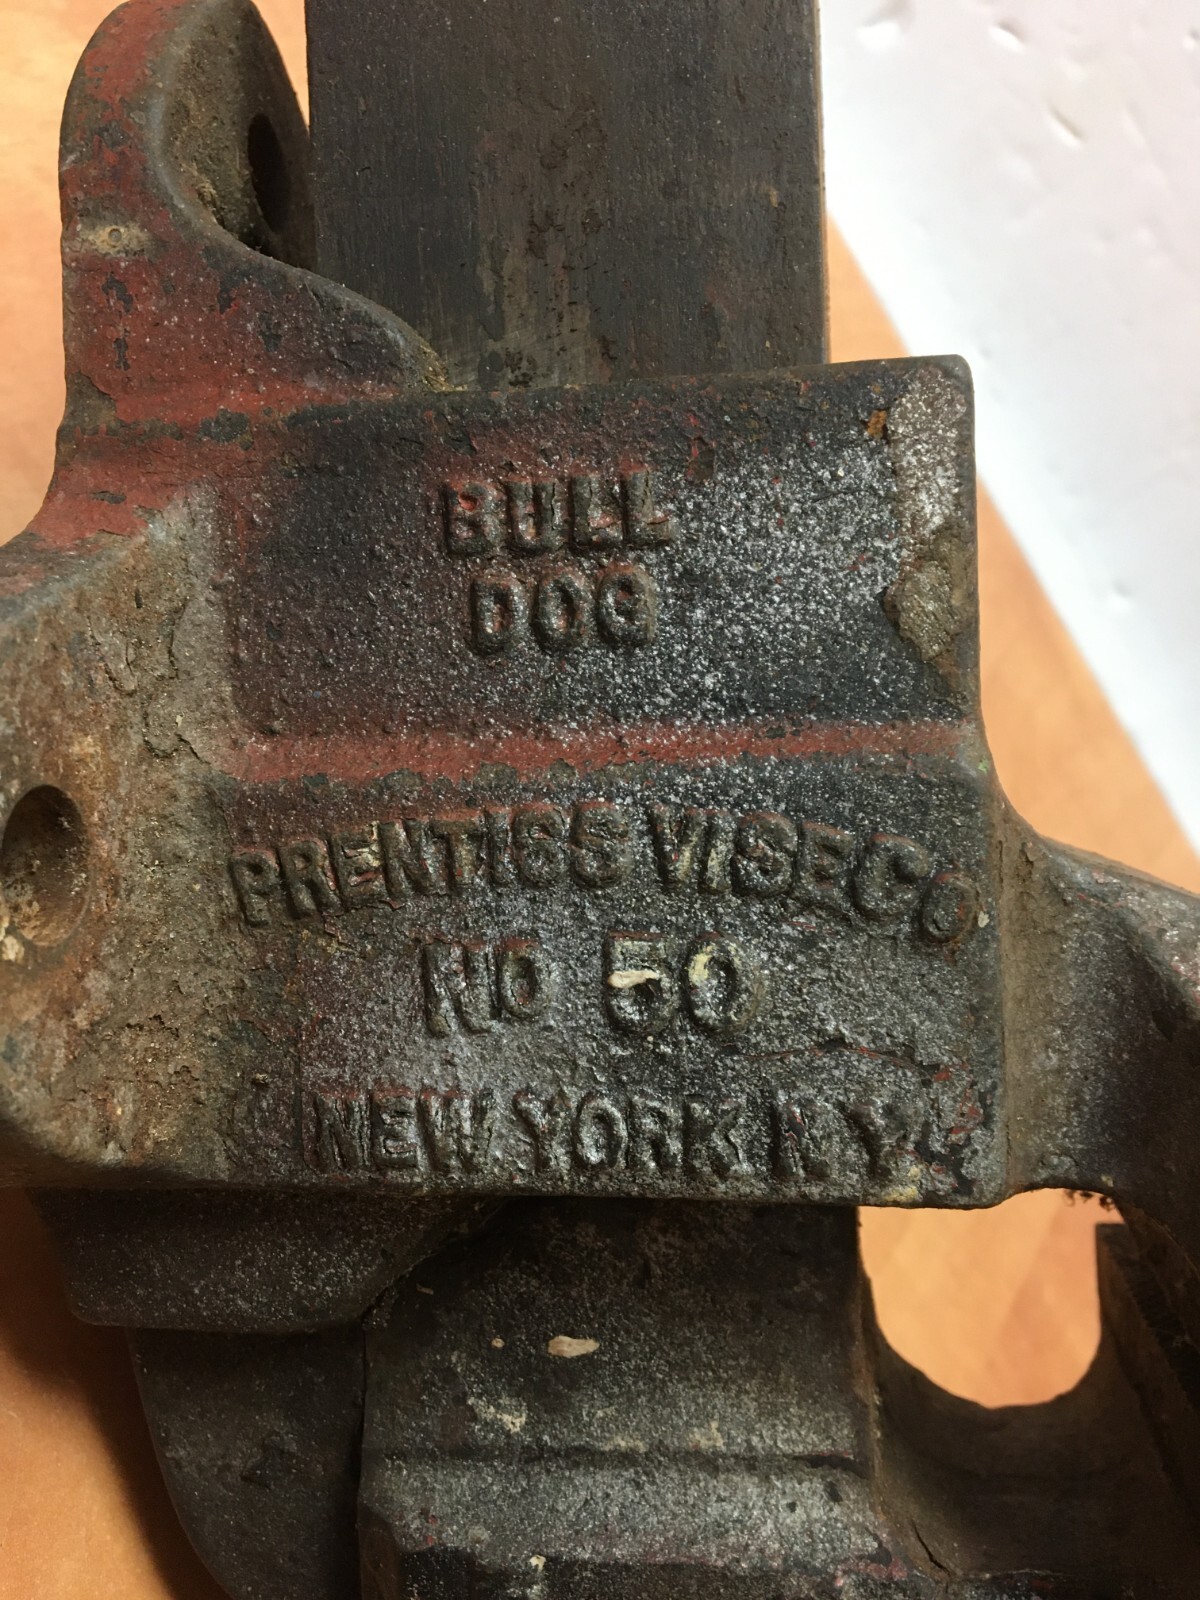 BULL
DOG
PRENTISS VISE CO
NO 50
NEW YORK N.Y.